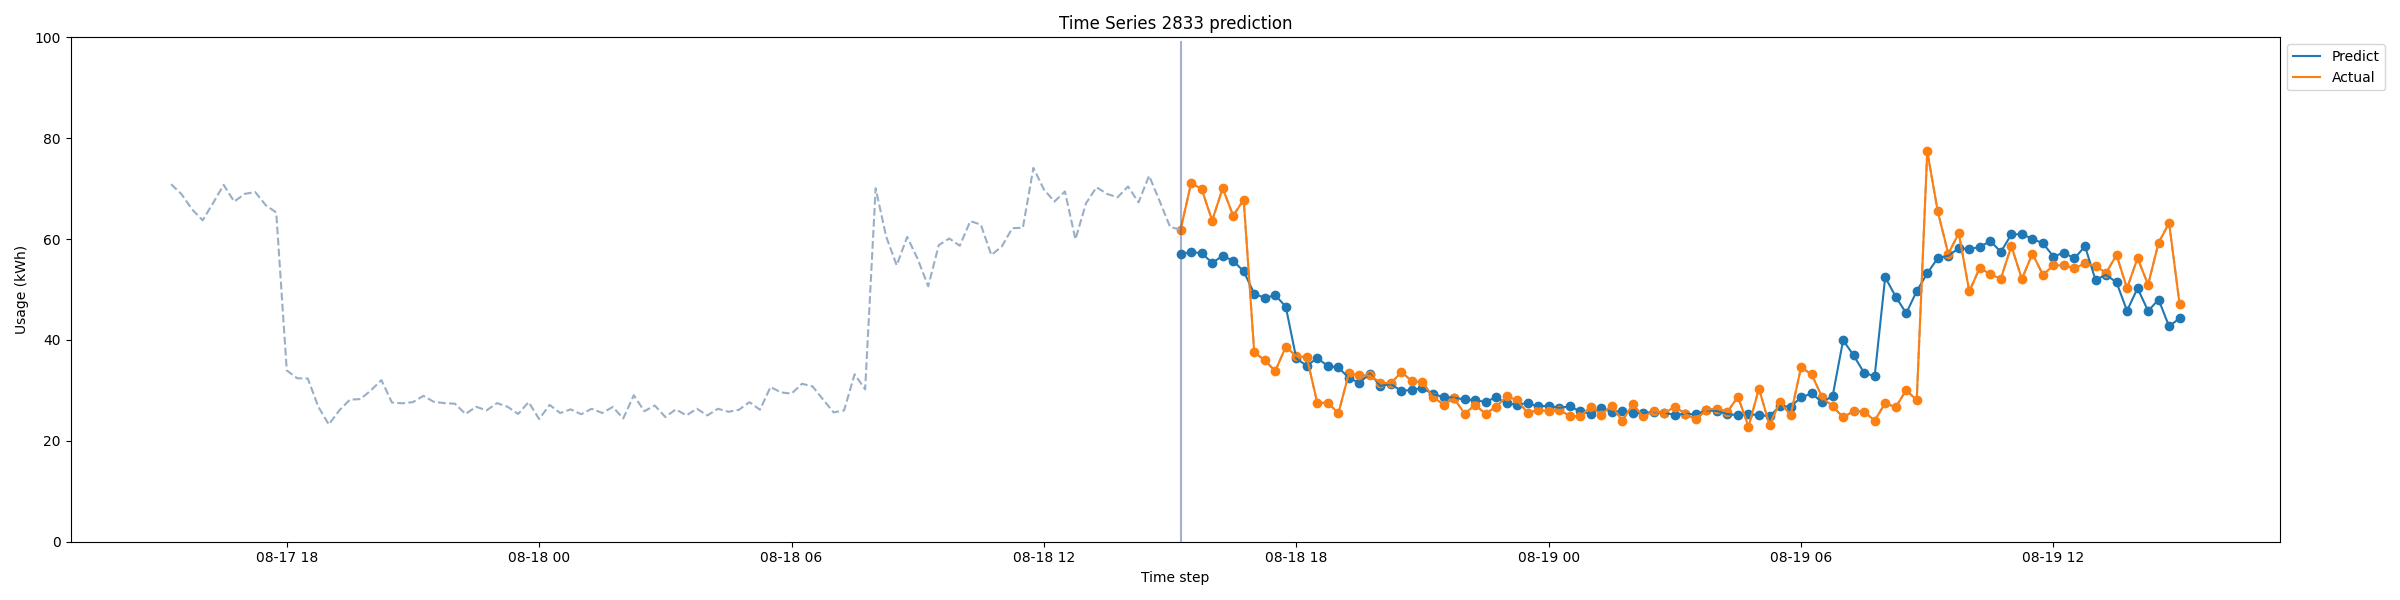 Time Series 2833 prediction
Predict
Actual
Usage (kWh)
100
80
60
40
20
0
08-17 18
08-18 00
08-18 06
08-18 12
08-18 18
08-19 00
08-19 06
08-19 12
Time step